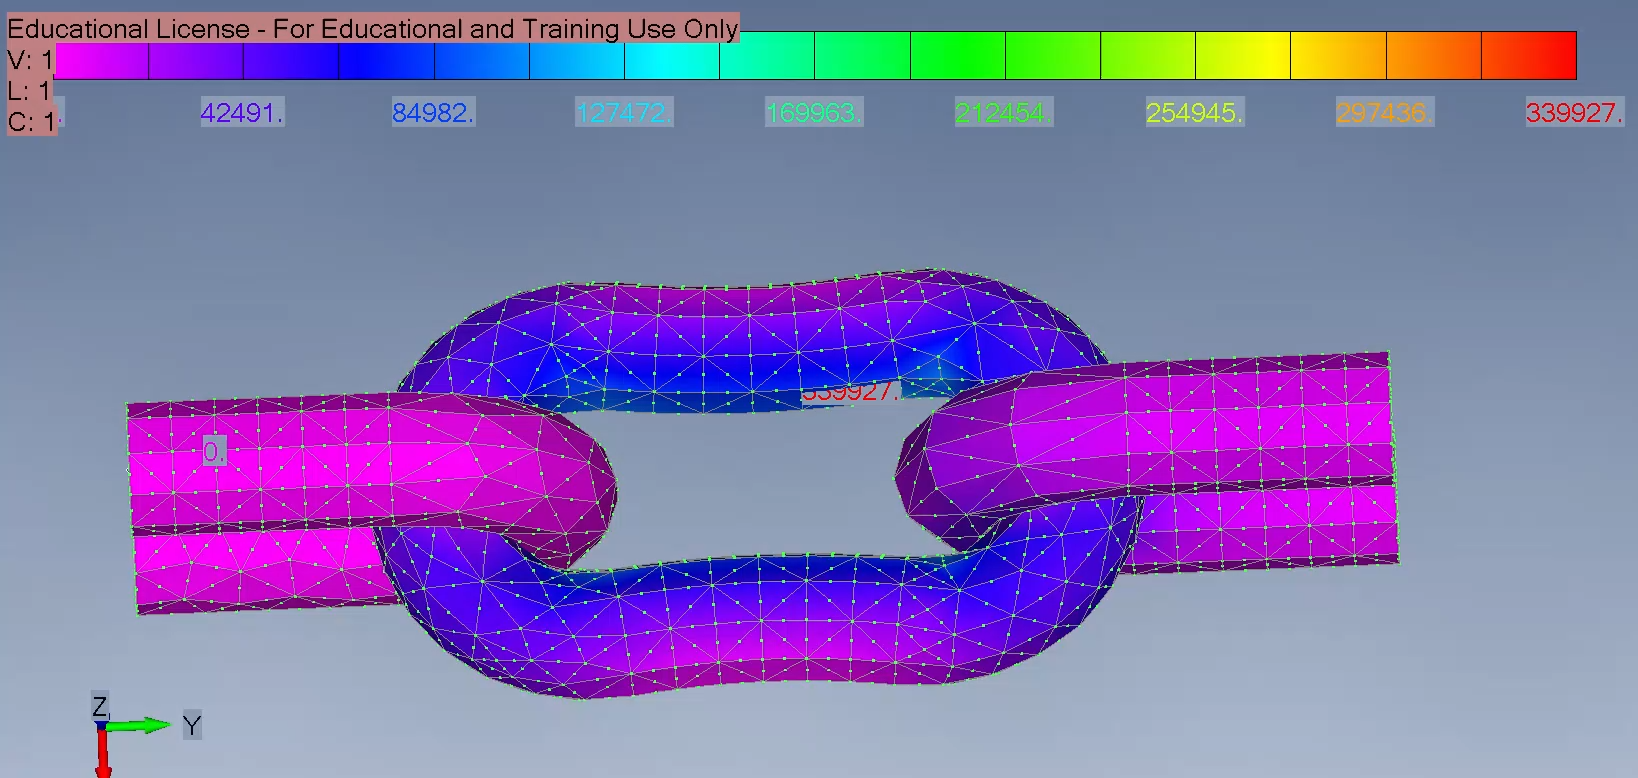 Educational License - For Educational and Training Use Only
V: 1
L: 1
C: 1
42491. 84982. 127472. 169963. 212454. 254945. 297436. 339927.
339927.
0.
Z
Y